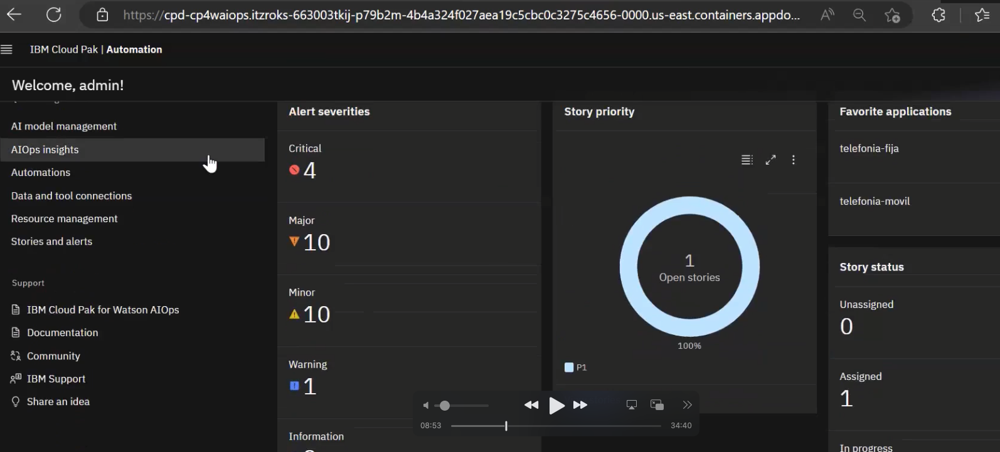 https://cpd-cp4waiops.itzroks-663003tkij-p79b2m-4b4a324f027aea19c5cbc0c3275c4656-0000.us-east.containers.appdo...
IBM Cloud Pak | Automation
Welcome, admin!
AI model management
AIOps insights
Automations
Data and tool connections
Resource management
Stories and alerts
Support
IBM Cloud Pak for Watson AIOps
Documentation
Community
IBM Support
Share an idea
Alert severities
Critical
4
Major
10
Minor
10
Warning
1
Information
Story priority
1
Open stories
100%
P1
Favorite applications
telefonia-fija
telefonia-movil
Story status
Unassigned
0
Assigned
1
In progress
08:53
34:40